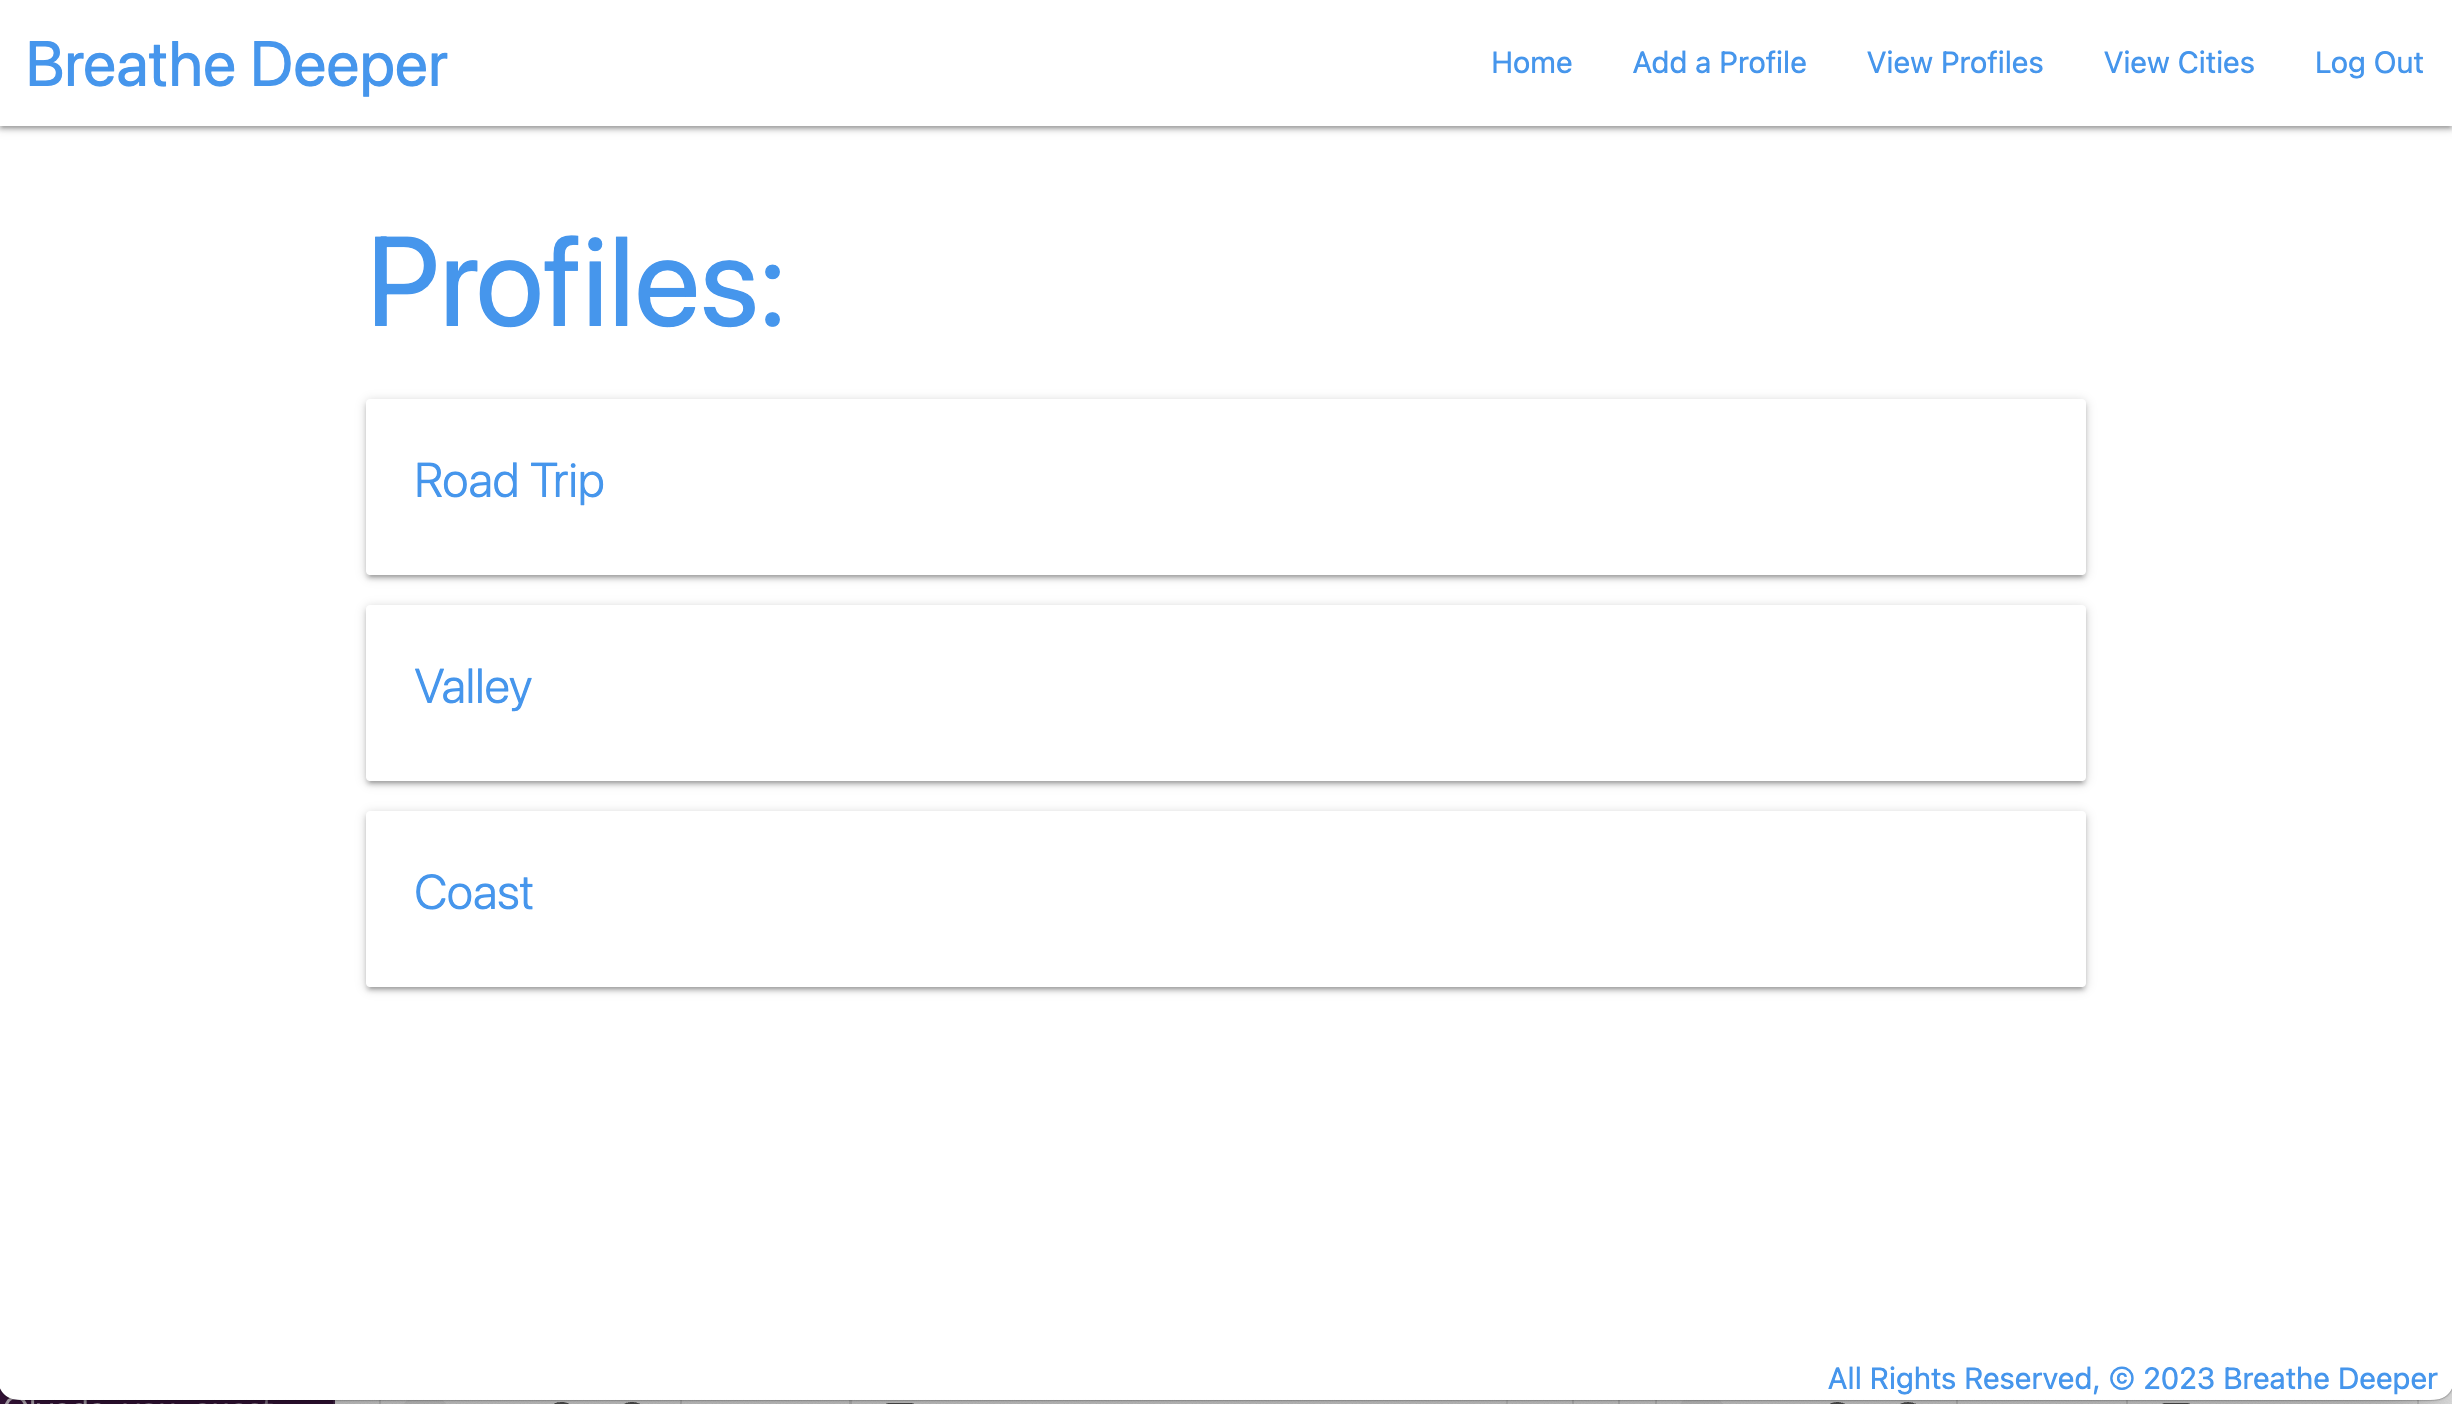 Breathe Deeper
Home Add a Profile View Profiles View Cities Log Out
Profiles:
Road Trip
Valley
Coast
All Rights Reserved, © 2023 Breathe Deeper